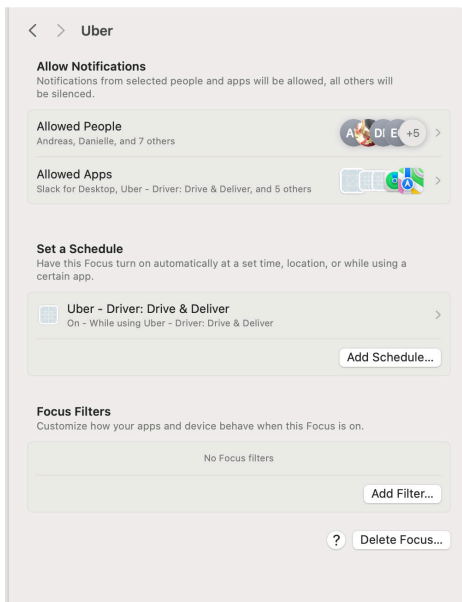 Uber
Allow Notifications
Notifications from selected people and apps will be allowed, all others will
be silenced.
Allowed People
Andreas, Danielle, and 7 others
A DI E +5
Allowed Apps
Slack for Desktop, Uber - Driver: Drive & Deliver, and 5 others
Set a Schedule
Have this Focus turn on automatically at a set time, location, or while using a
certain app.
Uber - Driver: Drive & Deliver
On - While using Uber - Driver: Drive & Deliver
Add Schedule...
Focus Filters
Customize how your apps and device behave when this Focus is on.
No Focus filters
Add Filter...
? Delete Focus...